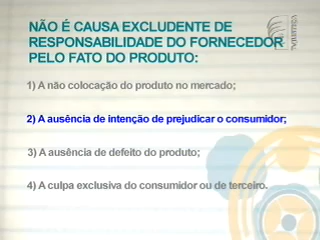 NÃO É CAUSA EXCLUDENTE DE
RESPONSABILIDADE DO FORNECEDOR
PELO FATO DO PRODUTO:
1) A não colocação do produto no mercado;
2) A ausência de intenção de prejudicar o consumidor;
3) A ausência de defeito do produto;
4) A culpa exclusiva do consumidor ou de terceiro.